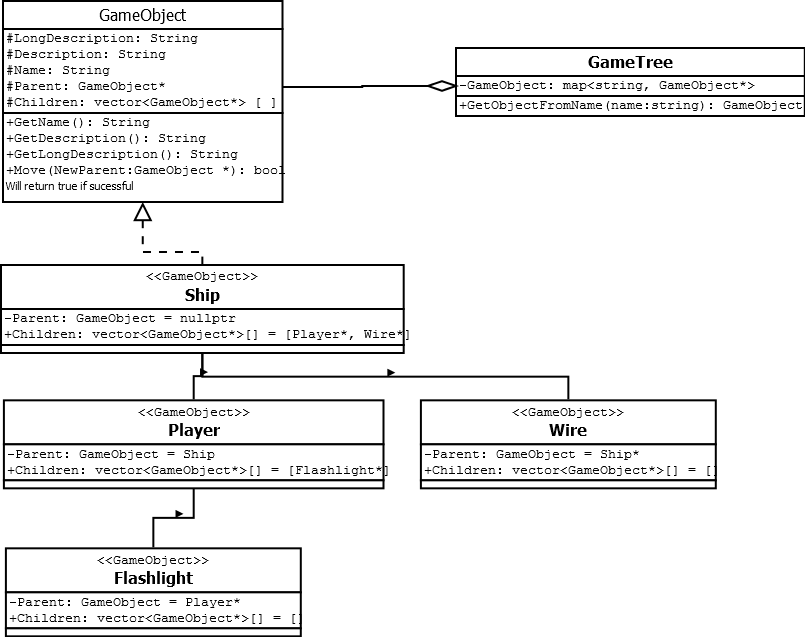 GameObject
#LongDescription: String
#Description: String
#Name: String
#Parent: GameObject*
#Children: vector<GameObject*> [ ]
+GetName(): String
+GetDescription(): String
+GetLongDescription(): String
+Move(NewParent:GameObject *): bool
Will return true if sucessful
GameTree
-GameObject: map<string, GameObject*>
+GetObjectFromName(name:string): GameObject
<<GameObject>>
Ship
-Parent: GameObject = nullptr
+Children: vector<GameObject*>[] = [Player*, Wire*]
<<GameObject>>
Player
-Parent: GameObject = Ship
+Children: vector<GameObject*>[] = [Flashlight*]
<<GameObject>>
Wire
-Parent: GameObject = Ship*
+Children: vector<GameObject*>[] = []
<<GameObject>>
Flashlight
-Parent: GameObject = Player*
+Children: vector<GameObject*>[] = []